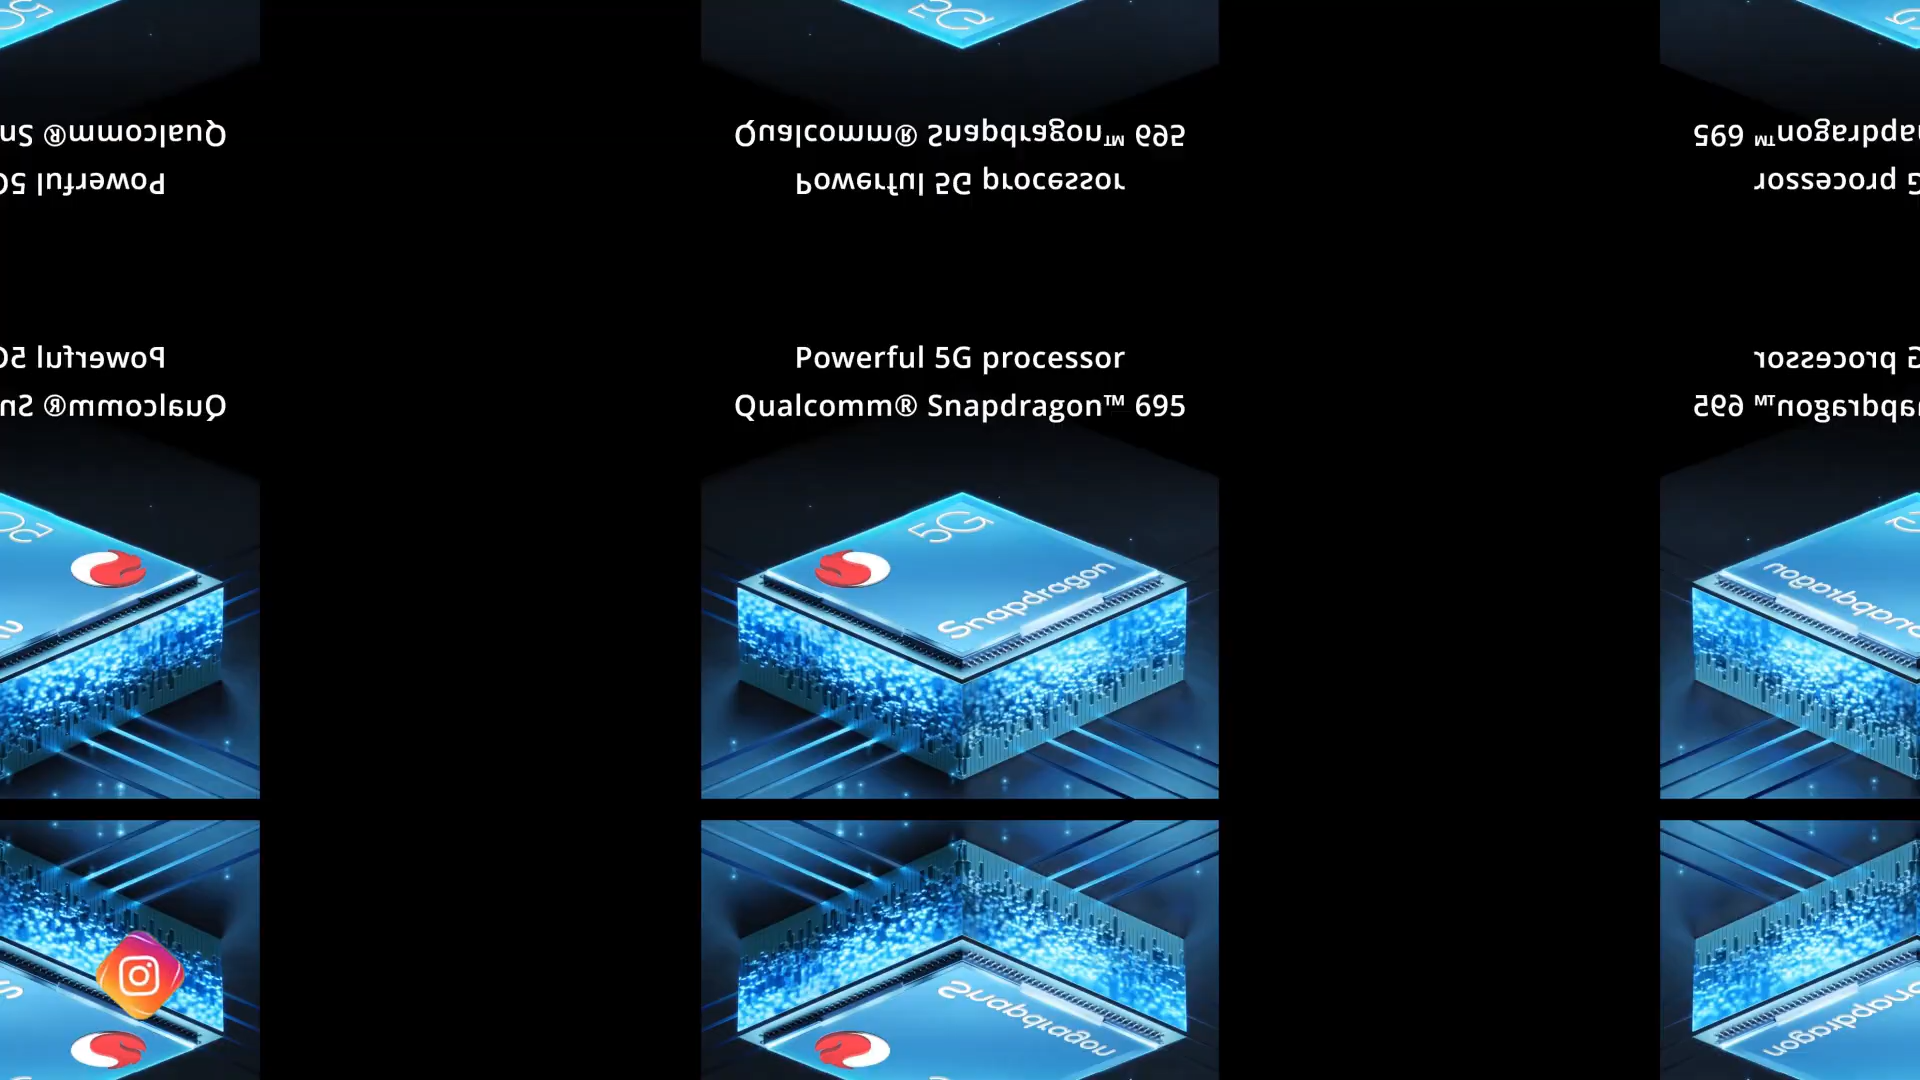 Powerful 5G processor
Qualcomm® Snapdragon™ 695
5G
Snapdragon